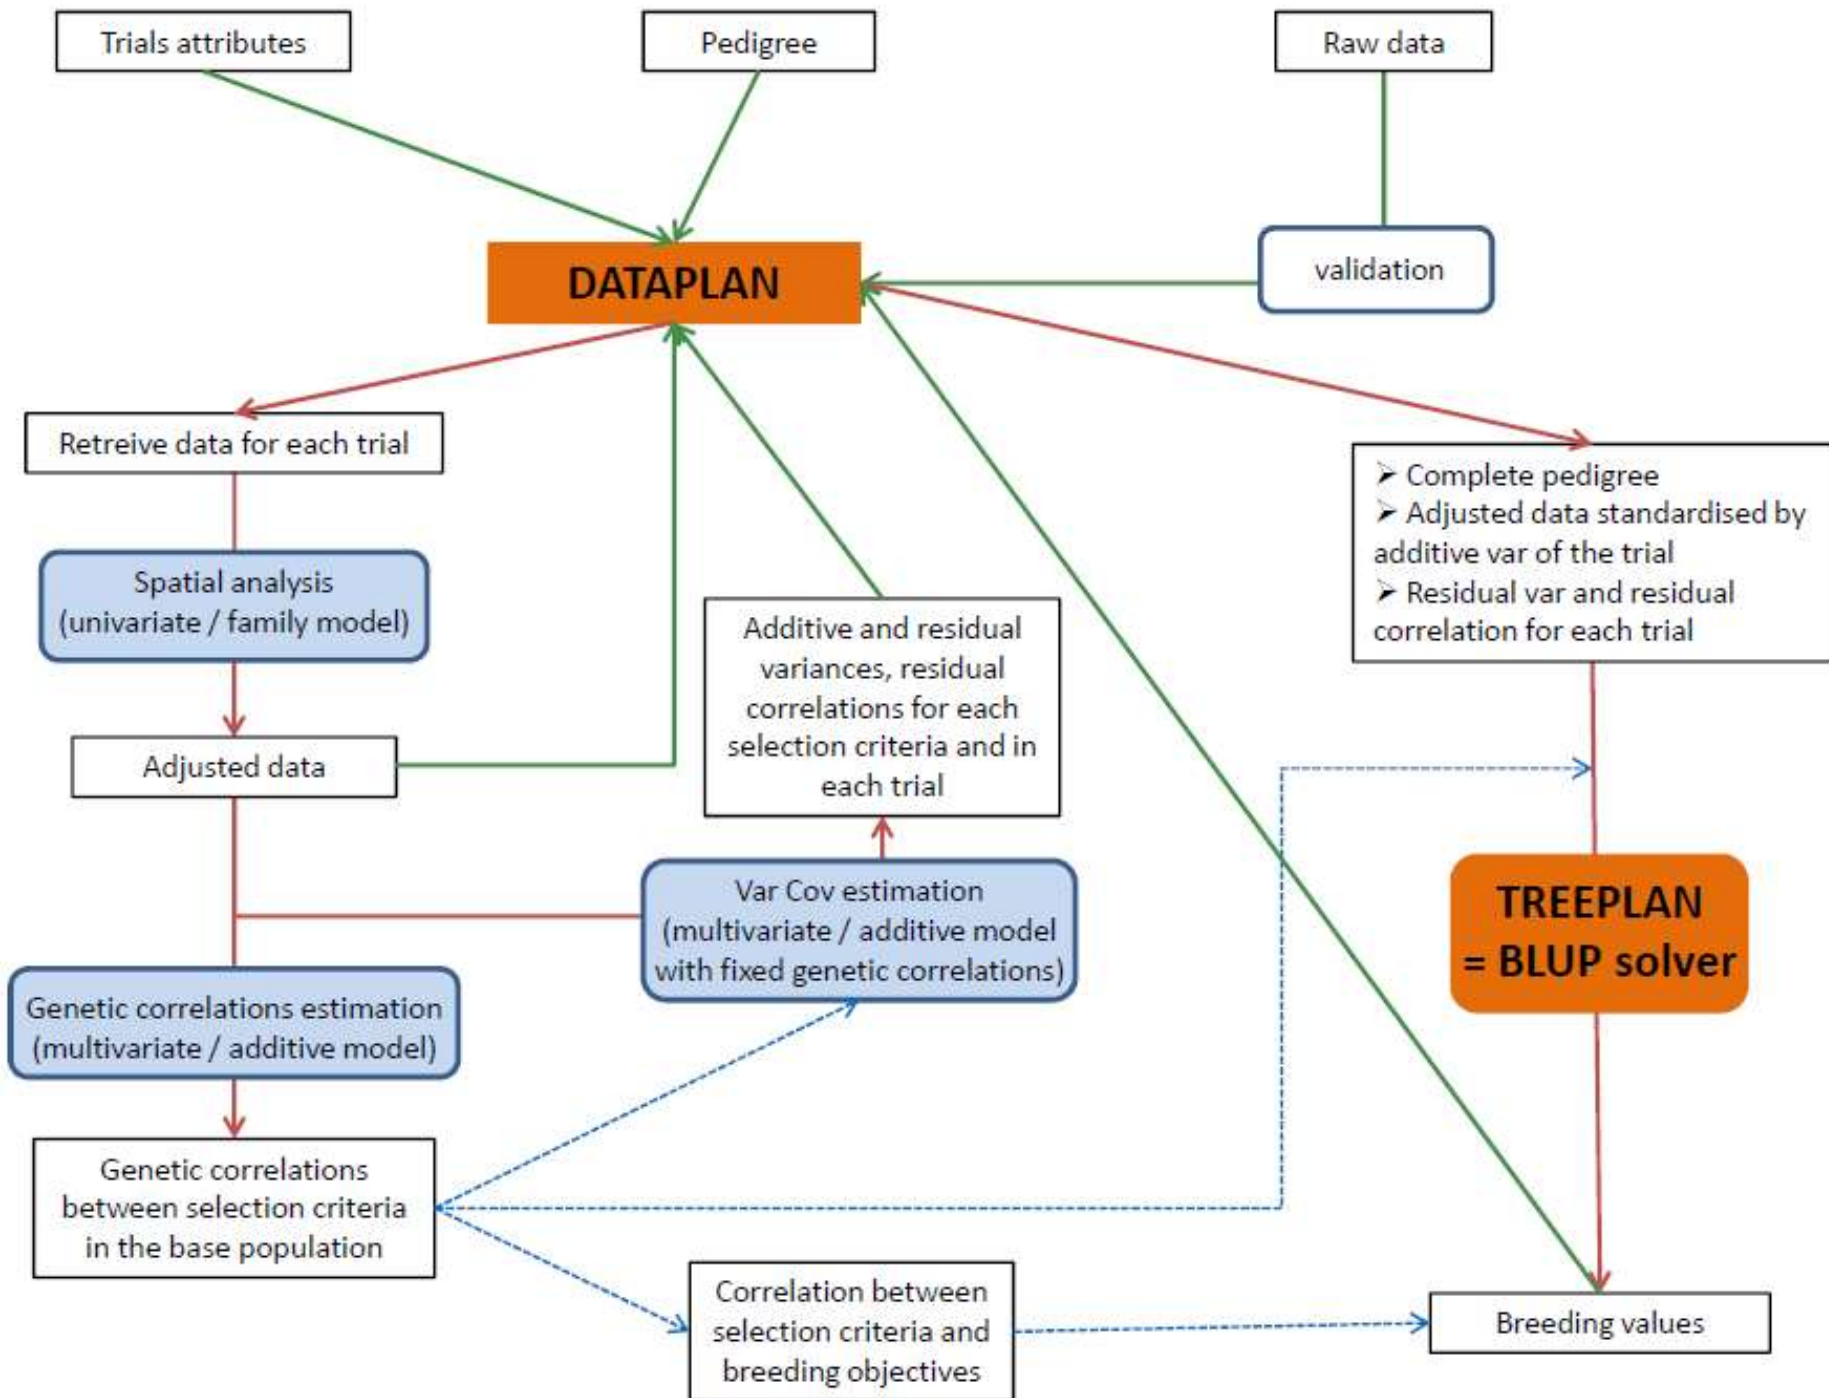 Trials attributes
Pedigree
Raw data
DATAPLAN
validation
Retreive data for each trial
➤ Complete pedigree
➤ Adjusted data standardised by
additive var of the trial
➤ Residual var and residual
correlation for each trial
Spatial analysis
(univariate / family model)
Additive and residual
variances, residual
correlations for each
selection criteria and in
each trial
Adjusted data
Var Cov estimation
(multivariate / additive model
with fixed genetic correlations)
TREEPLAN
= BLUP solver
Genetic correlations estimation
(multivariate / additive model)
Genetic correlations
between selection criteria
in the base population
Correlation between
selection criteria and
breeding objectives
Breeding values